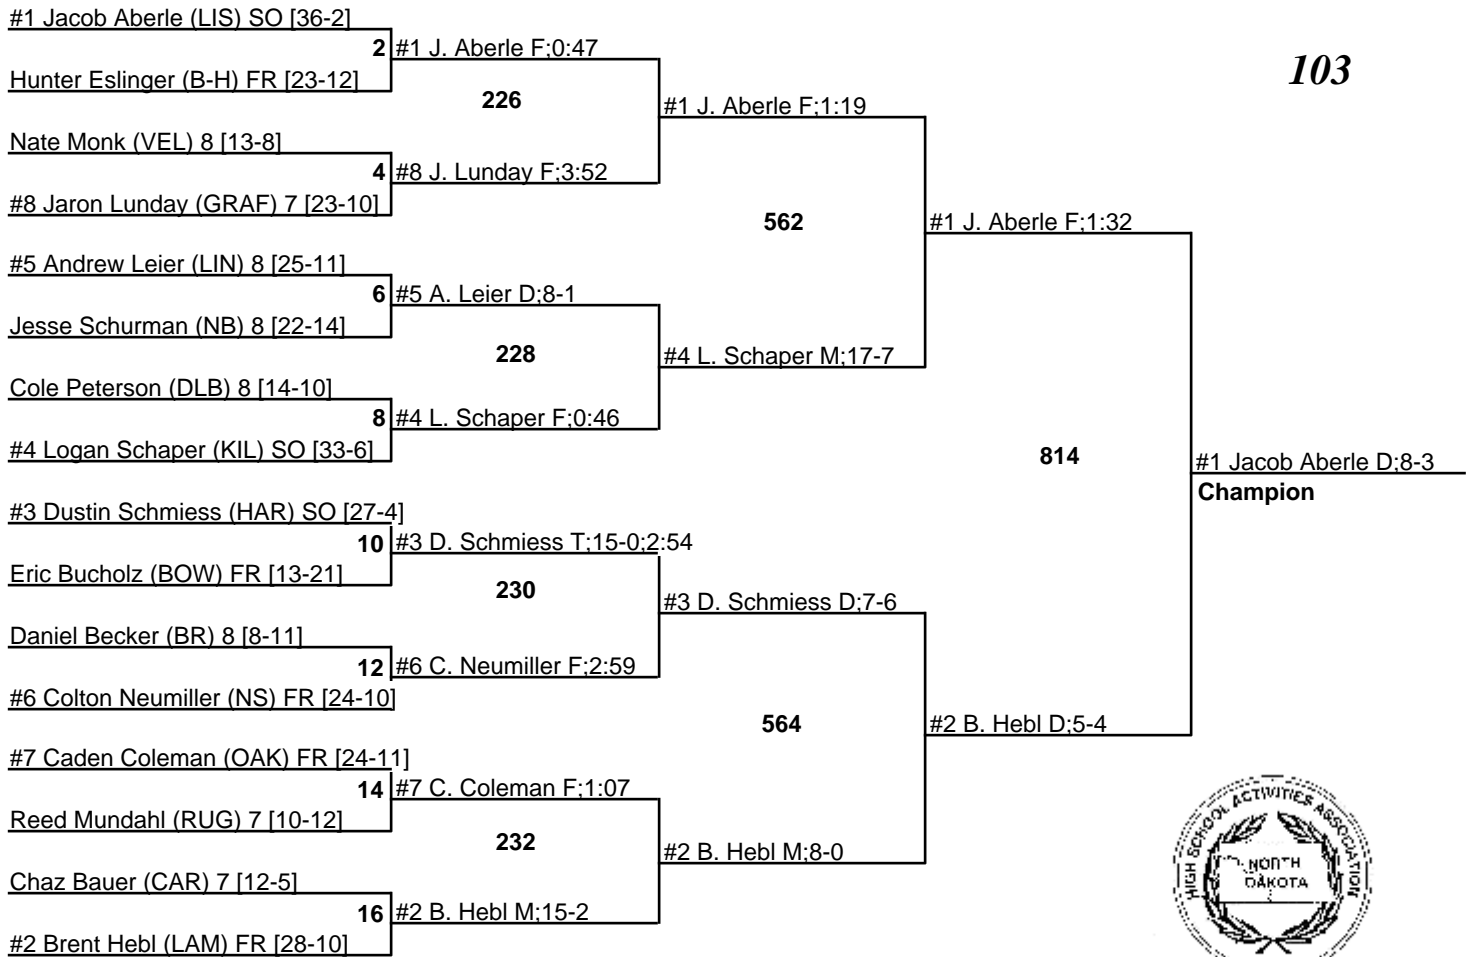 #1 Jacob Aberle (LIS) SO [36-2]
2 #1 J. Aberle F;0:47
103
Hunter Eslinger (B-H) FR [23-12]
226
#1 J. Aberle F;1:19
Nate Monk (VEL) 8 [13-8]
4 #8 J. Lunday F;3:52
#8 Jaron Lunday (GRAF) 7 [23-10]
562
#1 J. Aberle F;1:32
#5 Andrew Leier (LIN) 8 [25-11]
6 #5 A. Leier D;8-1
Jesse Schurman (NB) 8 [22-14]
228
#4 L. Schaper M;17-7
Cole Peterson (DLB) 8 [14-10]
8 #4 L. Schaper F;0:46
#4 Logan Schaper (KIL) SO [33-6]
814
#1 Jacob Aberle D;8-3
Champion
#3 Dustin Schmiess (HAR) SO [27-4]
10 #3 D. Schmiess T;15-0;2:54
Eric Bucholz (BOW) FR [13-21]
230
#3 D. Schmiess D;7-6
Daniel Becker (BR) 8 [8-11]
12 #6 C. Neumiller F;2:59
#6 Colton Neumiller (NS) FR [24-10]
564
#2 B. Hebl D;5-4
#7 Caden Coleman (OAK) FR [24-11]
14 #7 C. Coleman F;1:07
Reed Mundahl (RUG) 7 [10-12]
232
#2 B. Hebl M;8-0
Chaz Bauer (CAR) 7 [12-5]
16 #2 B. Hebl M;15-2
#2 Brent Hebl (LAM) FR [28-10]
HIGH SCHOOL ACTIVITIES ASSOCIATION
NORTH
DAKOTA